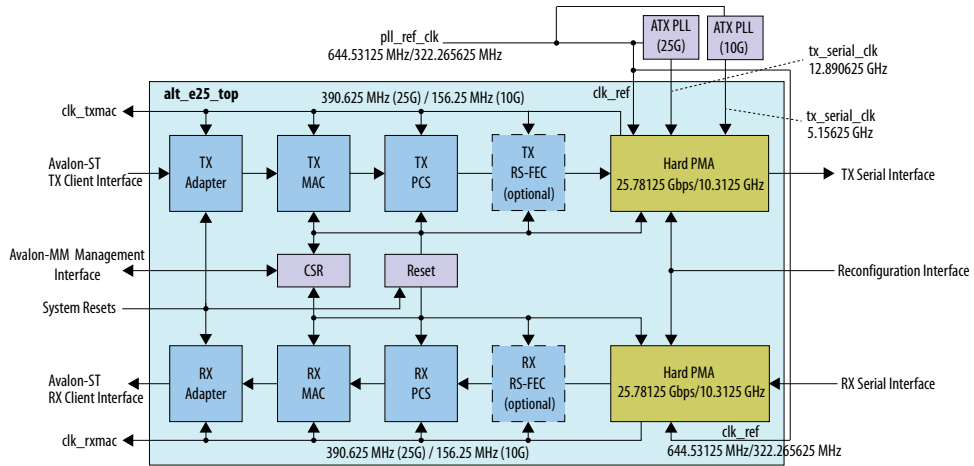 ATX PLL
(25G)
ATX PLL
(10G)
pll_ref_clk
644.53125 MHz/322.265625 MHz
tx_serial_clk
12.890625 GHz
alt_e25_top
390.625 MHz (25G) / 156.25 MHz (10G)
clk_ref
clk_txmac
tx_serial_clk
5.15625 GHz
Avalon-ST
TX Client Interface
TX
Adapter
TX
MAC
TX
PCS
TX
RS-FEC
(optional)
Hard PMA
25.78125 Gbps/10.3125 GHz
TX Serial Interface
Avalon-MM Management
Interface
CSR
Reset
Reconfiguration Interface
System Resets
Avalon-ST
RX Client Interface
RX
Adapter
RX
MAC
RX
PCS
RX
RS-FEC
(optional)
Hard PMA
25.78125 Gbps/10.3125 GHz
RX Serial Interface
clk_rxmac
390.625 MHz (25G) / 156.25 MHz (10G)
clk_ref
644.53125 MHz/322.265625 MHz